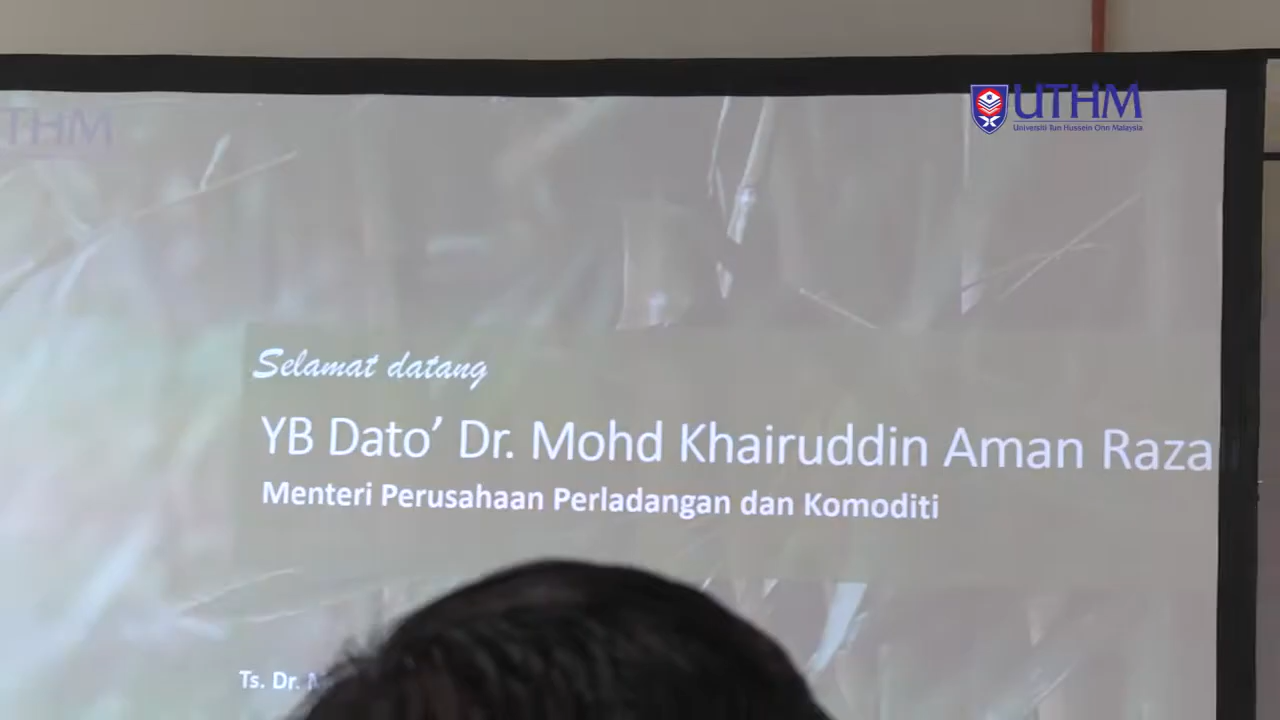 UTHM
Universiti Tun Hussein Onn Malaysia
THM
Selamat datang
YB Dato’ Dr. Mohd Khairuddin Aman Raza
Menteri Perusahaan Perladangan dan Komoditi
Ts. Dr.